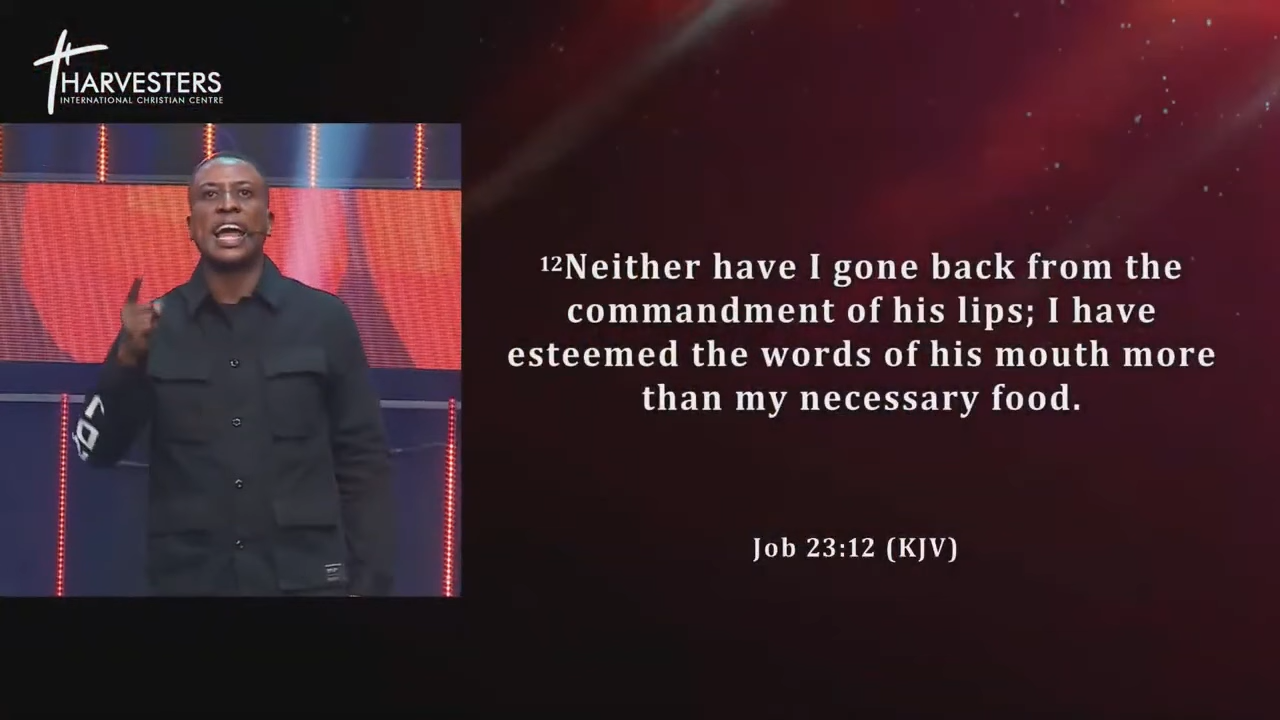 HARVESTERS
INTERNATIONAL CHRISTIAN CENTRE
¹²Neither have I gone back from the
commandment of his lips; I have
esteemed the words of his mouth more
than my necessary food.
Job 23:12 (KJV)